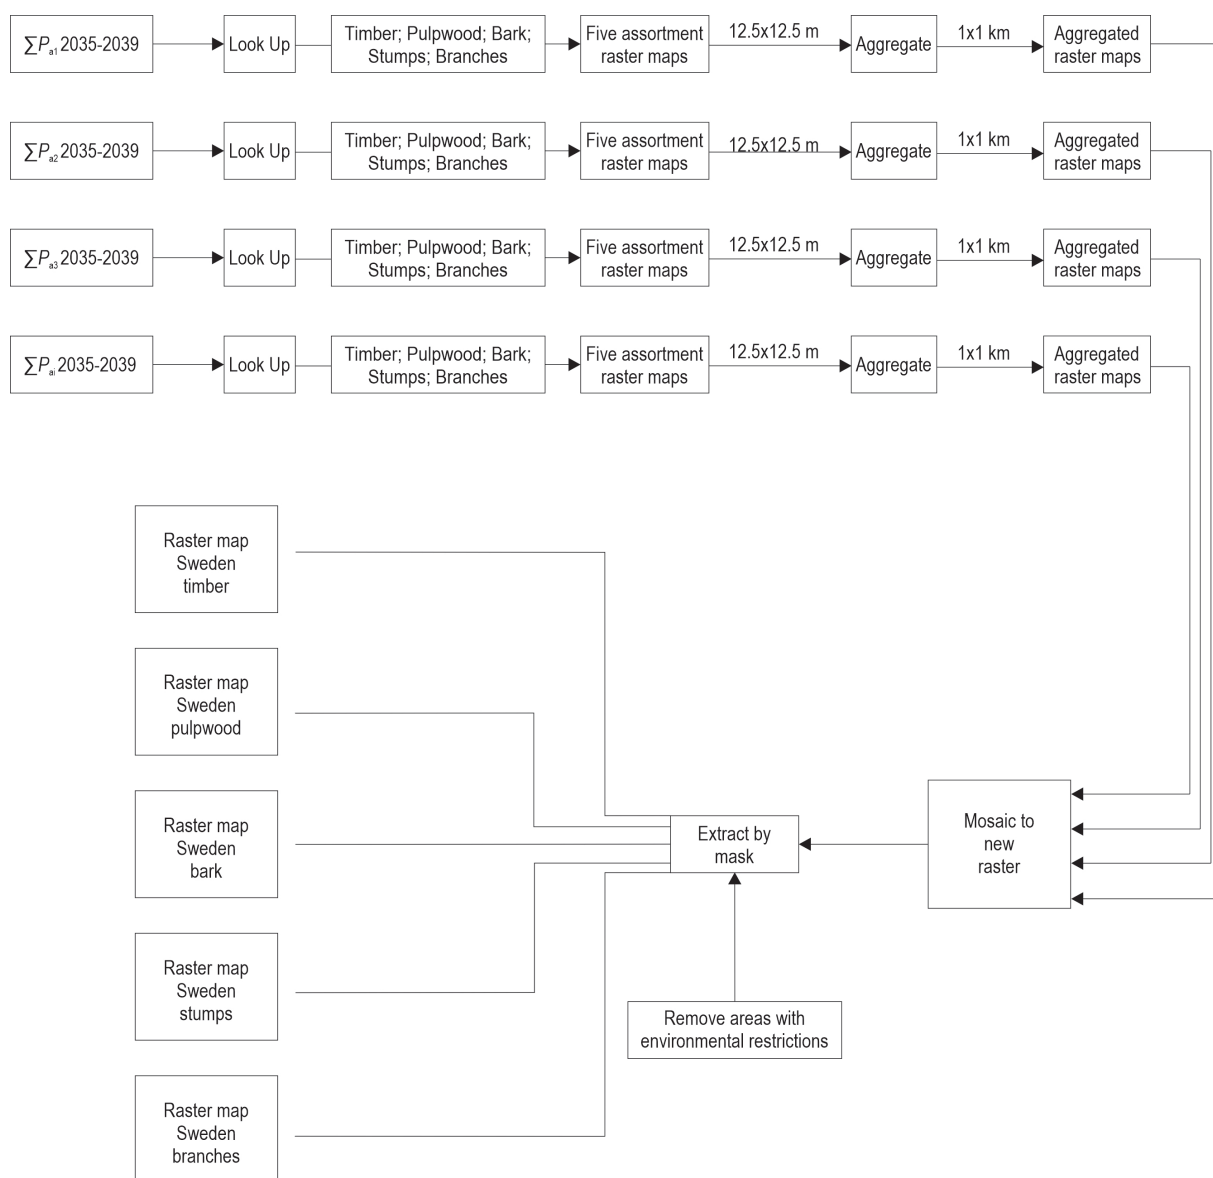 ∑Pa1 2035-2039
Look Up
Timber; Pulpwood; Bark;
Stumps; Branches
Five assortment
raster maps
12.5x12.5 m
Aggregate
1x1 km
Aggregated
raster maps
∑Pa2 2035-2039
Look Up
Timber; Pulpwood; Bark;
Stumps; Branches
Five assortment
raster maps
12.5x12.5 m
Aggregate
1x1 km
Aggregated
raster maps
∑Pa3 2035-2039
Look Up
Timber; Pulpwood; Bark;
Stumps; Branches
Five assortment
raster maps
12.5x12.5 m
Aggregate
1x1 km
Aggregated
raster maps
∑Pai 2035-2039
Look Up
Timber; Pulpwood; Bark;
Stumps; Branches
Five assortment
raster maps
12.5x12.5 m
Aggregate
1x1 km
Aggregated
raster maps
Raster map
Sweden
timber
Raster map
Sweden
pulpwood
Raster map
Sweden
bark
Raster map
Sweden
stumps
Raster map
Sweden
branches
Extract by
mask
Mosaic to
new
raster
Remove areas with
environmental restrictions